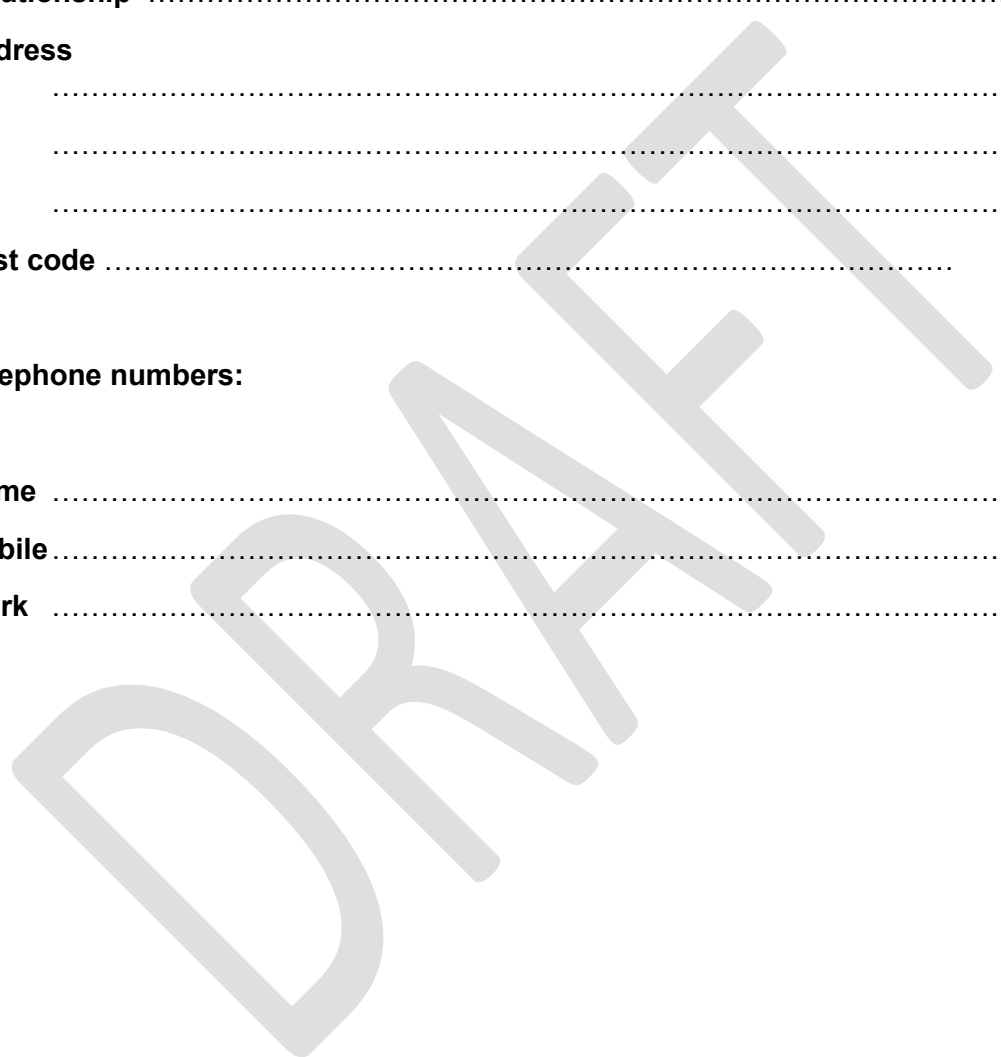 ationship ……………………………………………………………………………
dress
……………………………………………………………………………………
……………………………………………………………………………………
……………………………………………………………………………………
st code ……………………………………………………………………………
ephone numbers:
me ……………………………………………………………………………………
bile……………………………………………………………………………………
rk ……………………………………………………………………………………
DRAFT